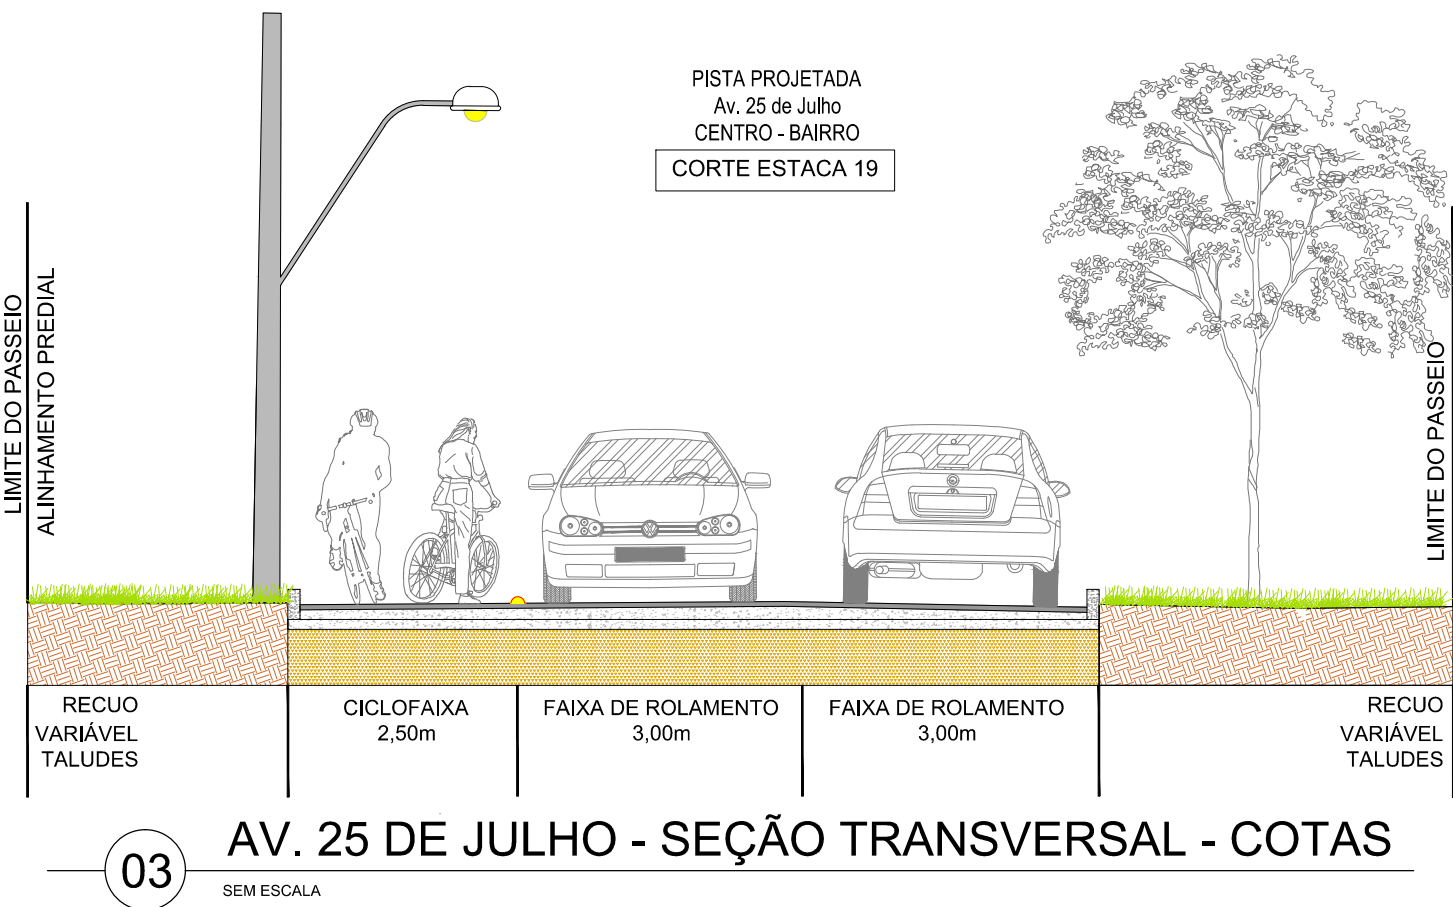 PISTA PROJETADA
Av. 25 de Julho
CENTRO - BAIRRO
CORTE ESTACA 19
LIMITE DO PASSEIO
ALINHAMENTO PREDIAL
LIMITE DO PASSEIO
RECUO
VARIÁVEL
TALUDES
CICLOFAIXA
2,50m
FAIXA DE ROLAMENTO
3,00m
FAIXA DE ROLAMENTO
3,00m
RECUO
VARIÁVEL
TALUDES
03
AV. 25 DE JULHO - SEÇÃO TRANSVERSAL - COTAS
SEM ESCALA